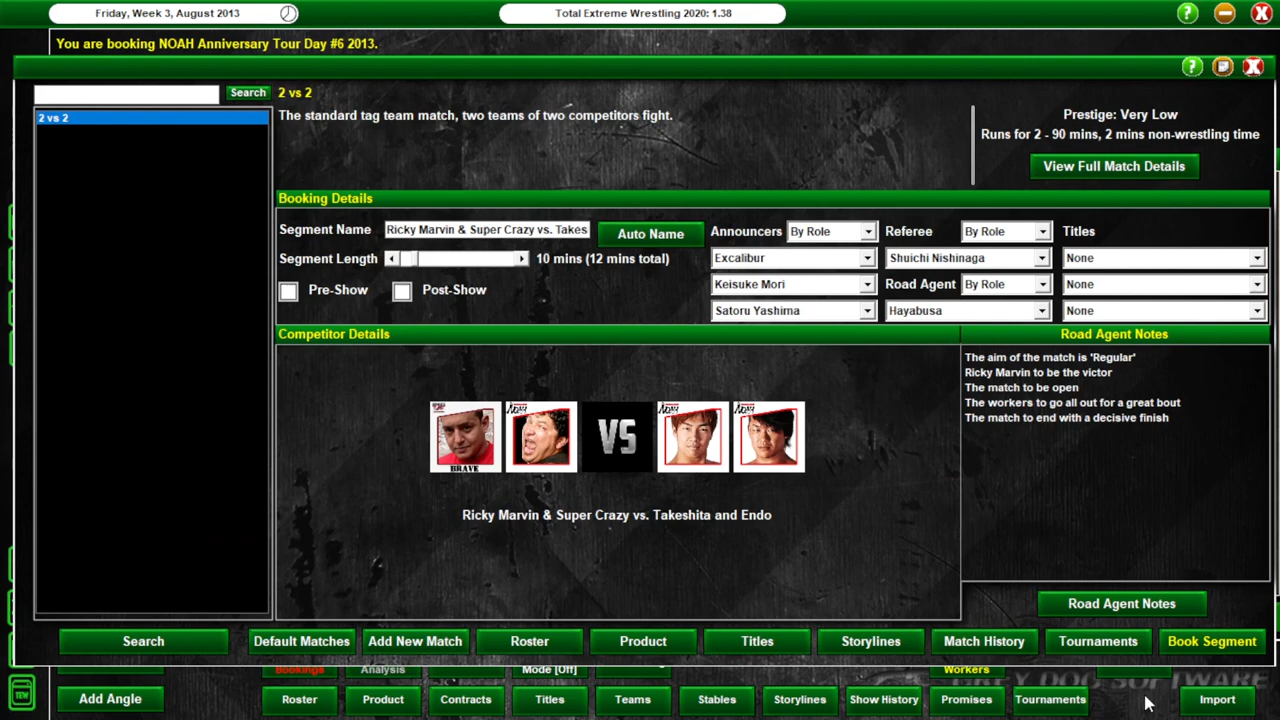 Friday, Week 3, August 2013
Total Extreme Wrestling 2020: 1.38
You are booking NOAH Anniversary Tour Day #6 2013.
Search
2 vs 2
2 vs 2
The standard tag team match, two teams of two competitors fight.
Prestige: Very Low
Runs for 2 - 90 mins, 2 mins non-wrestling time
View Full Match Details
Booking Details
Segment Name
Ricky Marvin & Super Crazy vs. Takes
Auto Name
Announcers
By Role
Referee
By Role
Titles
Segment Length
10 mins (12 mins total)
Excalibur
Shuichi Nishinaga
None
Pre-Show
Post-Show
Keisuke Mori
Road Agent
By Role
None
Satoru Yashima
Hayabusa
None
Competitor Details
Road Agent Notes
The aim of the match is 'Regular'
Ricky Marvin to be the victor
The match to be open
The workers to go all out for a great bout
The match to end with a decisive finish
NOAH
NOAH
NOAH
VS
BRAVE
Ricky Marvin & Super Crazy vs. Takeshita and Endo
Road Agent Notes
Search
Default Matches
Add New Match
Roster
Product
Titles
Storylines
Match History
Tournaments
Book Segment
Bookings
Analysis
Mode [Off]
Workers
TEW
Add Angle
Roster
Product
Contracts
Titles
Teams
Stables
Storylines
Show History
Promises
Tournaments
Import